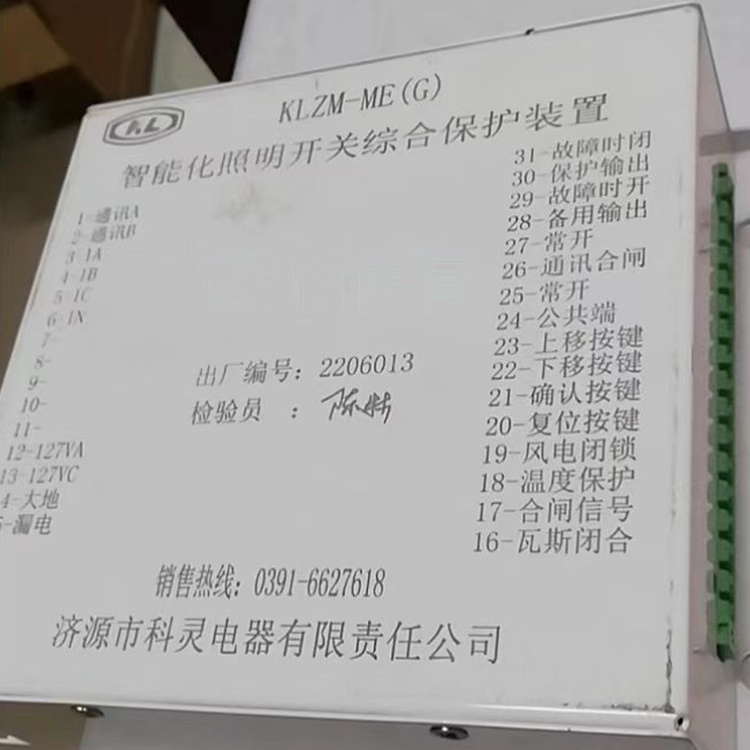 KL
KLZM-ME(G)
智能化照明开关综合保护装置
1-通讯A
2-通讯B
3-IA
4-IB
5-IC
6-IN
7-
8-
9-
10-
11-
12-127VA
13-127VC
4-大地
5-漏电
31-故障时闭
30-保护输出
29-故障时开
28-备用输出
27-常开
26-通讯合闸
25-常开
24-公共端
23-上移按键
22-下移按键
21-确认按键
20-复位按键
19-风电闭锁
18-温度保护
17-合闸信号
16-瓦斯闭合
出厂编号:2206013
检验员 :
销售热线: 0391-6627618
济源市科灵电器有限责任公司